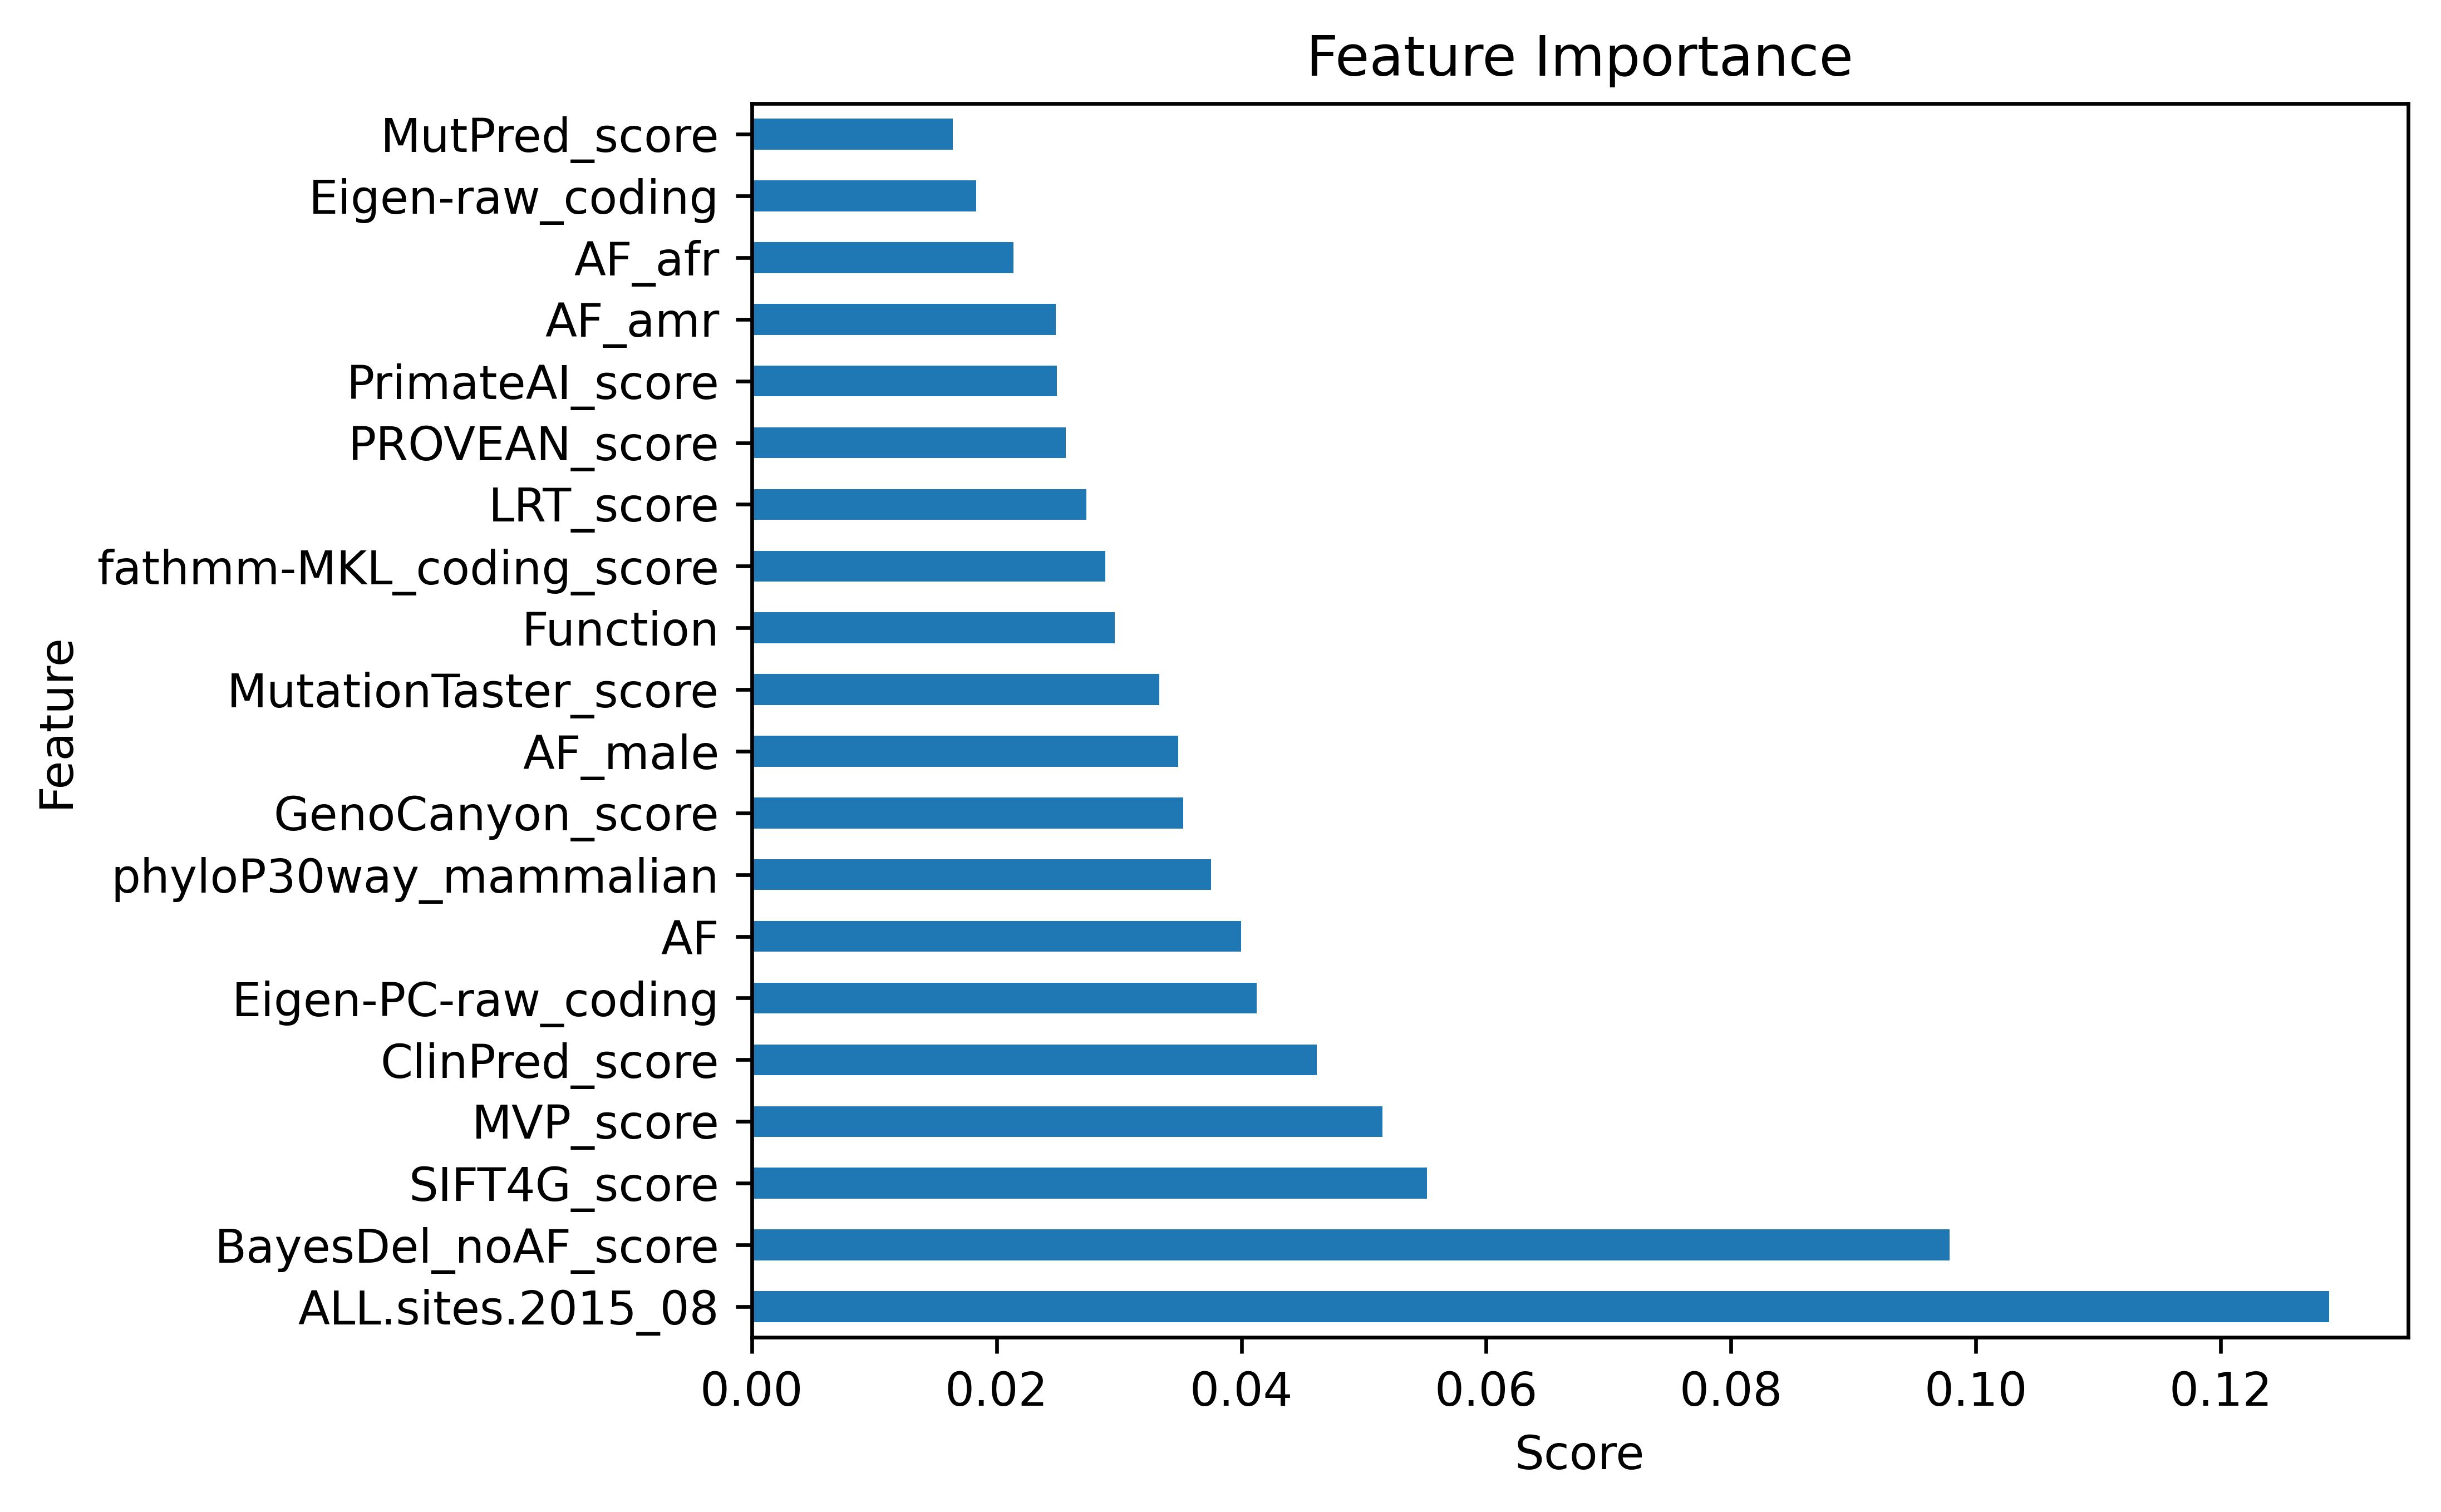 Feature Importance
MutPred_score
Eigen-raw_coding
AF_afr
AF_amr
PrimateAI_score
PROVEAN_score
LRT_score
fathmm-MKL_coding_score
Function
MutationTaster_score
AF_male
GenoCanyon_score
phyloP30way_mammalian
AF
Eigen-PC-raw_coding
ClinPred_score
MVP_score
SIFT4G_score
BayesDel_noAF_score
ALL.sites.2015_08
Feature
0.00 0.02 0.04 0.06 0.08 0.10 0.12
Score